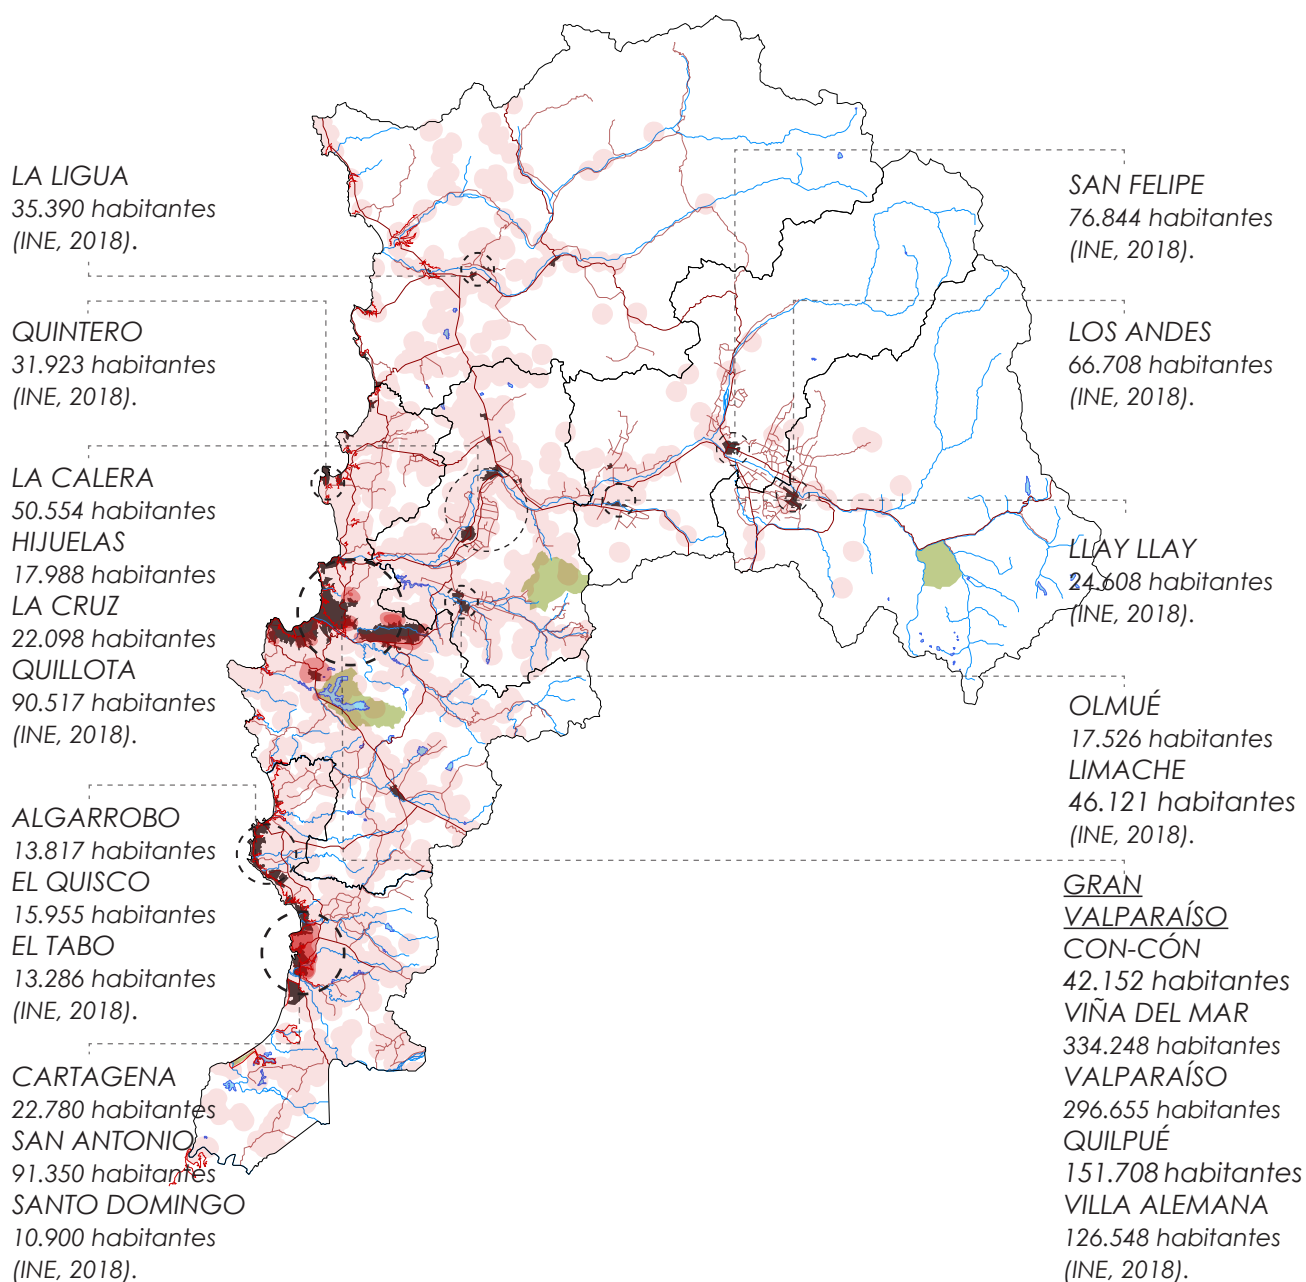 LA LIGUA
35.390 habitantes
(INE, 2018).
QUINTERO
31.923 habitantes
(INE, 2018).
LA CALERA
50.554 habitantes
HIJUELAS
17.988 habitantes
LA CRUZ
22.098 habitantes
QUILLOTA
90.517 habitantes
(INE, 2018).
ALGARROBO
13.817 habitantes
EL QUISCO
15.955 habitantes
EL TABO
13.286 habitantes
(INE, 2018).
CARTAGENA
22.780 habitantes
SAN ANTONIO
91.350 habitantes
SANTO DOMINGO
10.900 habitantes
(INE, 2018).
SAN FELIPE
76.844 habitantes
(INE, 2018).
LOS ANDES
66.708 habitantes
(INE, 2018).
LLAY LLAY
24.608 habitantes
(INE, 2018).
OLMUÉ
17.526 habitantes
LIMACHE
46.121 habitantes
(INE, 2018).
GRAN
VALPARAÍSO
CON-CÓN
42.152 habitantes
VIÑA DEL MAR
334.248 habitantes
VALPARAÍSO
296.655 habitantes
QUILPUÉ
151.708 habitantes
VILLA ALEMANA
126.548 habitantes
(INE, 2018).